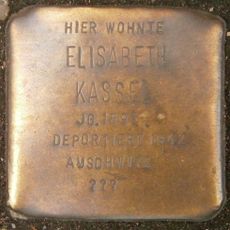 HIER WOHNTE
ELISABETH
KASSEL
JG.
DEPORTIERT 1942
AUSCHWITZ
???